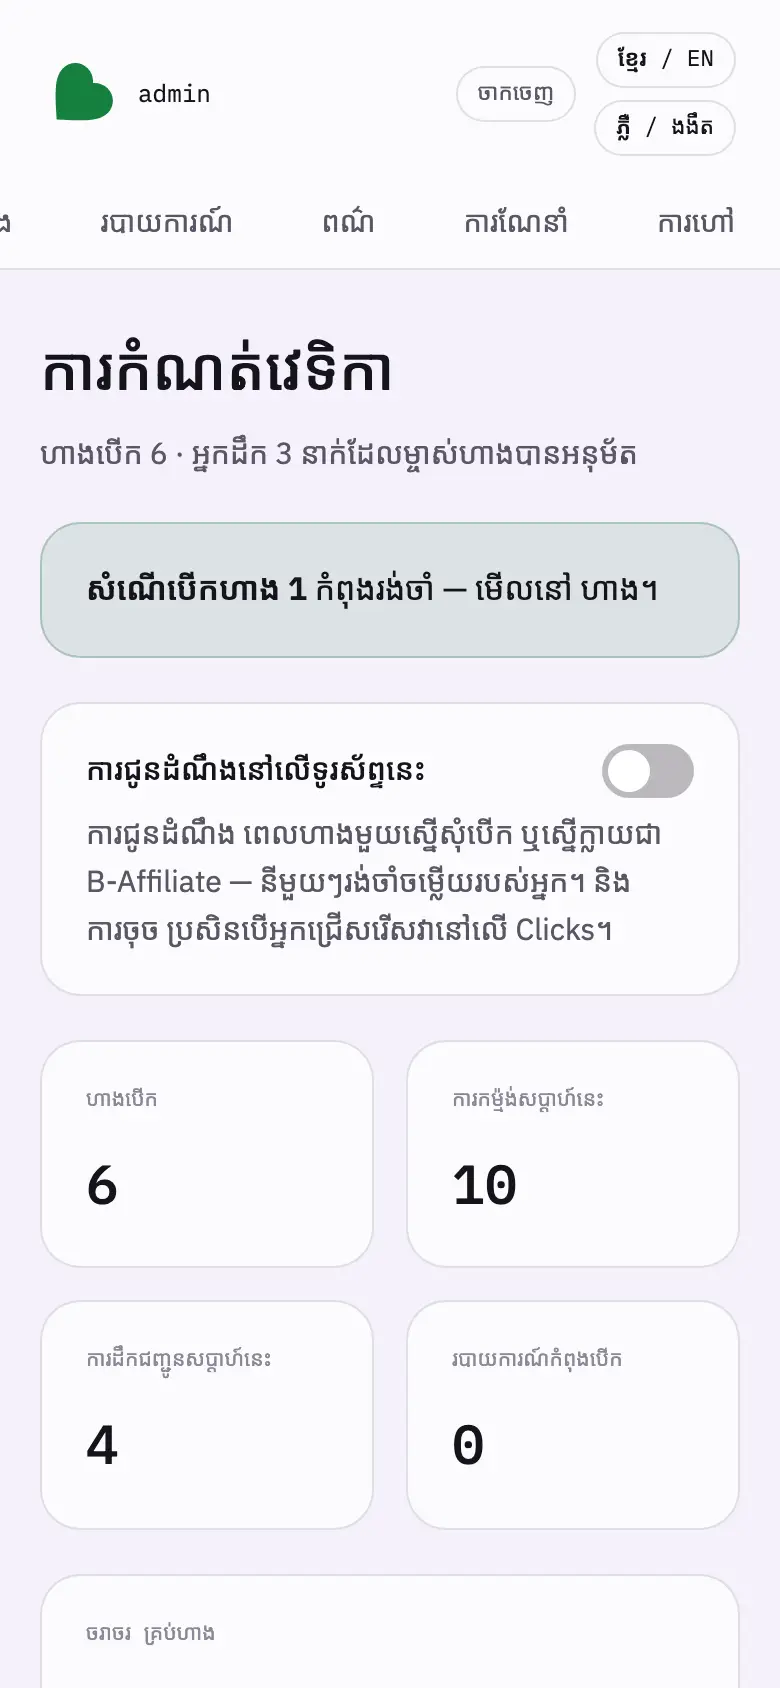 admin
ចាកចេញ
ខ្មែរ / EN
ភ្លឺ / ងងឹត
ង
របាយការណ៍
ពណ៌
ការណែនាំ
ការហៅ
ការកំណត់វេទិកា
ហាងបើក 6 · អ្នកដឹក 3 នាក់ដែលម្ចាស់ហាងបានអនុម័ត
សំណើបើកហាង 1 កំពុងរង់ចាំ — មើលនៅ ហាង។
ការជូនដំណឹងនៅលើទូរស័ព្ទនេះ
ការជូនដំណឹង ពេលហាងមួយស្នើសុំបើក ឬស្នើក្លាយជា
B-Affiliate — នីមួយៗរង់ចាំចម្លើយរបស់អ្នក។ និង
ការចុច ប្រសិនបើអ្នកជ្រើសរើសវានៅលើ Clicks។
ហាងបើក
6
ការកម្ម៉ង់សប្ដាហ៍នេះ
10
ការដឹកជញ្ជូនសប្ដាហ៍នេះ
4
របាយការណ៍កំពុងបើក
0
ចរាចរ គ្រប់ហាង